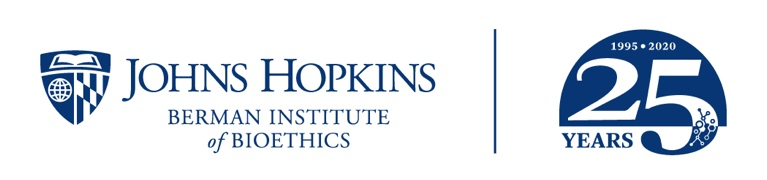 JOHNS HOPKINS
BERMAN INSTITUTE
of BIOETHICS
1995 • 2020
25
YEARS